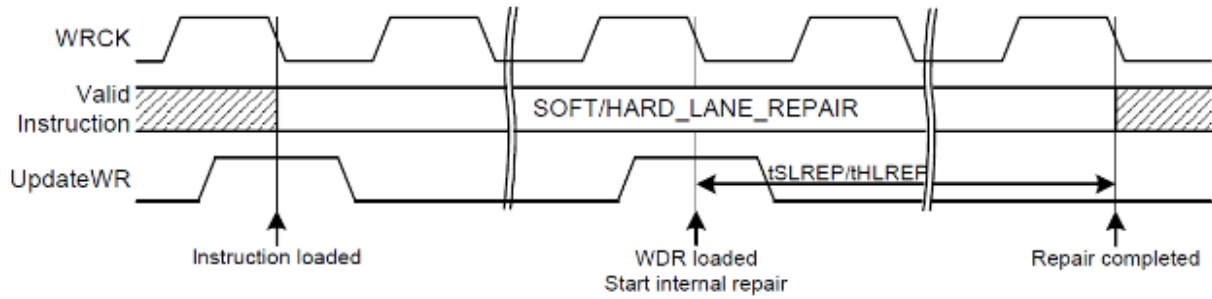 WRCK
Valid
Instruction
SOFT/HARD_LANE_REPAIR
UpdateWR
tSLREP/tHLREP
Instruction loaded
WDR loaded
Start internal repair
Repair completed